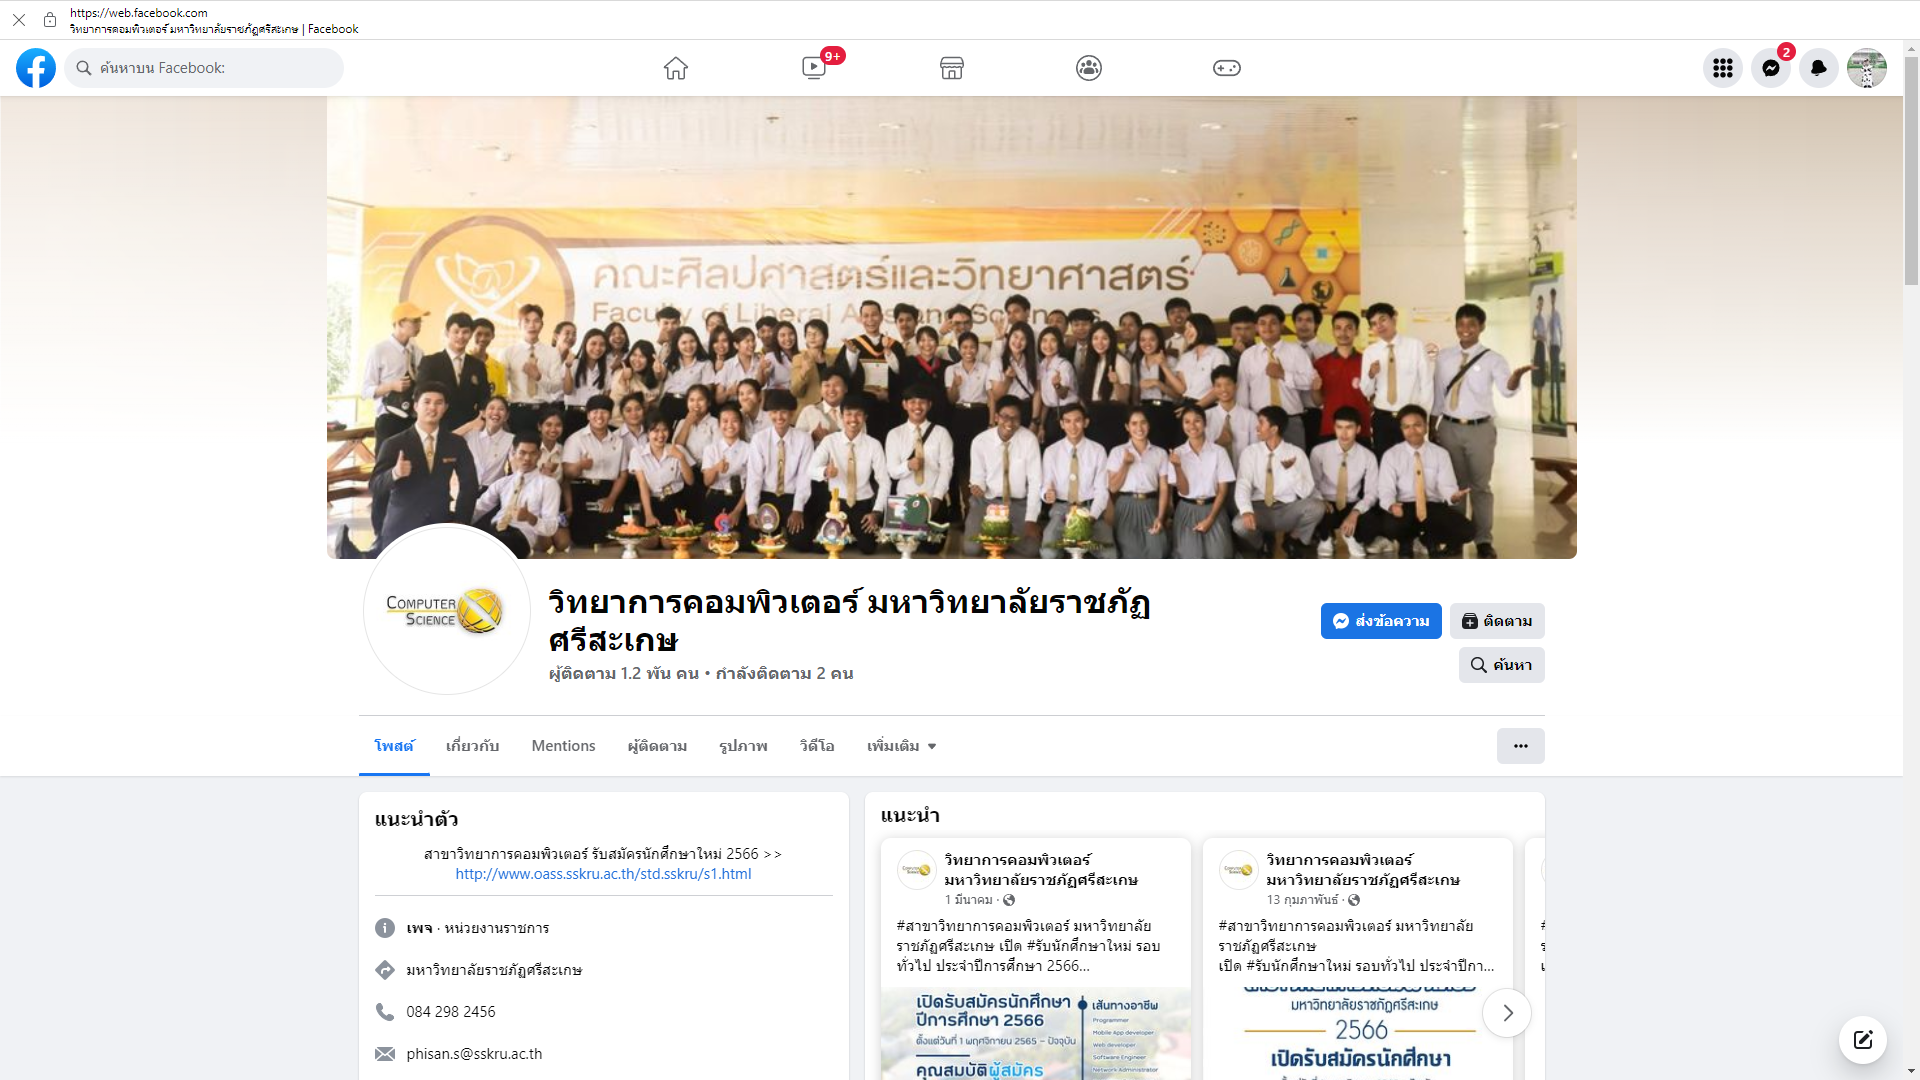 https://web.facebook.com
วิทยาการคอมพิวเตอร์ มหาวิทยาลัยราชภัฏศรีสะเกษ | Facebook
ค้นหาบน Facebook:
9+
2
คณะศิลปศาสตร์และวิทยาศาสตร์
Faculty of Liberal Arts and Sciences
COMPUTER
SCIENCE
วิทยาการคอมพิวเตอร์ มหาวิทยาลัยราชภัฏ
ศรีสะเกษ
ผู้ติดตาม 1.2 พัน คน • กำลังติดตาม 2 คน
ส่งข้อความ
ติดตาม
ค้นหา
โพสต์
เกี่ยวกับ
Mentions
ผู้ติดตาม
รูปภาพ
วิดีโอ
เพิ่มเติม
แนะนำตัว
สาขาวิทยาการคอมพิวเตอร์ รับสมัครนักศึกษาใหม่ 2566 >>
http://www.oass.sskru.ac.th/std.sskru/s1.html
เพจ · หน่วยงานราชการ
มหาวิทยาลัยราชภัฏศรีสะเกษ
084 298 2456
phisan.s@sskru.ac.th
แนะนำ
วิทยาการคอมพิวเตอร์
มหาวิทยาลัยราชภัฏศรีสะเกษ
1 มีนาคม ·
#สาขาวิทยาการคอมพิวเตอร์ มหาวิทยาลัย
ราชภัฏศรีสะเกษ เปิด #รับนักศึกษาใหม่ รอบ
ทั่วไป ประจำปีการศึกษา 2566...
เปิดรับสมัครนักศึกษา
ปีการศึกษา 2566
ตั้งแต่วันที่ 1 พฤศจิกายน 2565 – ปัจจุบัน
คุณสมบัติผู้สมัคร
เส้นทางอาชีพ
Programmer
Mobile App developer
Web developer
Software Engineer
Network Administrator
วิทยาการคอมพิวเตอร์
มหาวิทยาลัยราชภัฏศรีสะเกษ
13 กุมภาพันธ์ ·
#สาขาวิทยาการคอมพิวเตอร์ มหาวิทยาลัย
ราชภัฏศรีสะเกษ
เปิด #รับนักศึกษาใหม่ รอบทั่วไป ประจำปีกา...
มหาวิทยาลัยราชภัฏศรีสะเกษ
2566
เปิดรับสมัครนักศึกษา